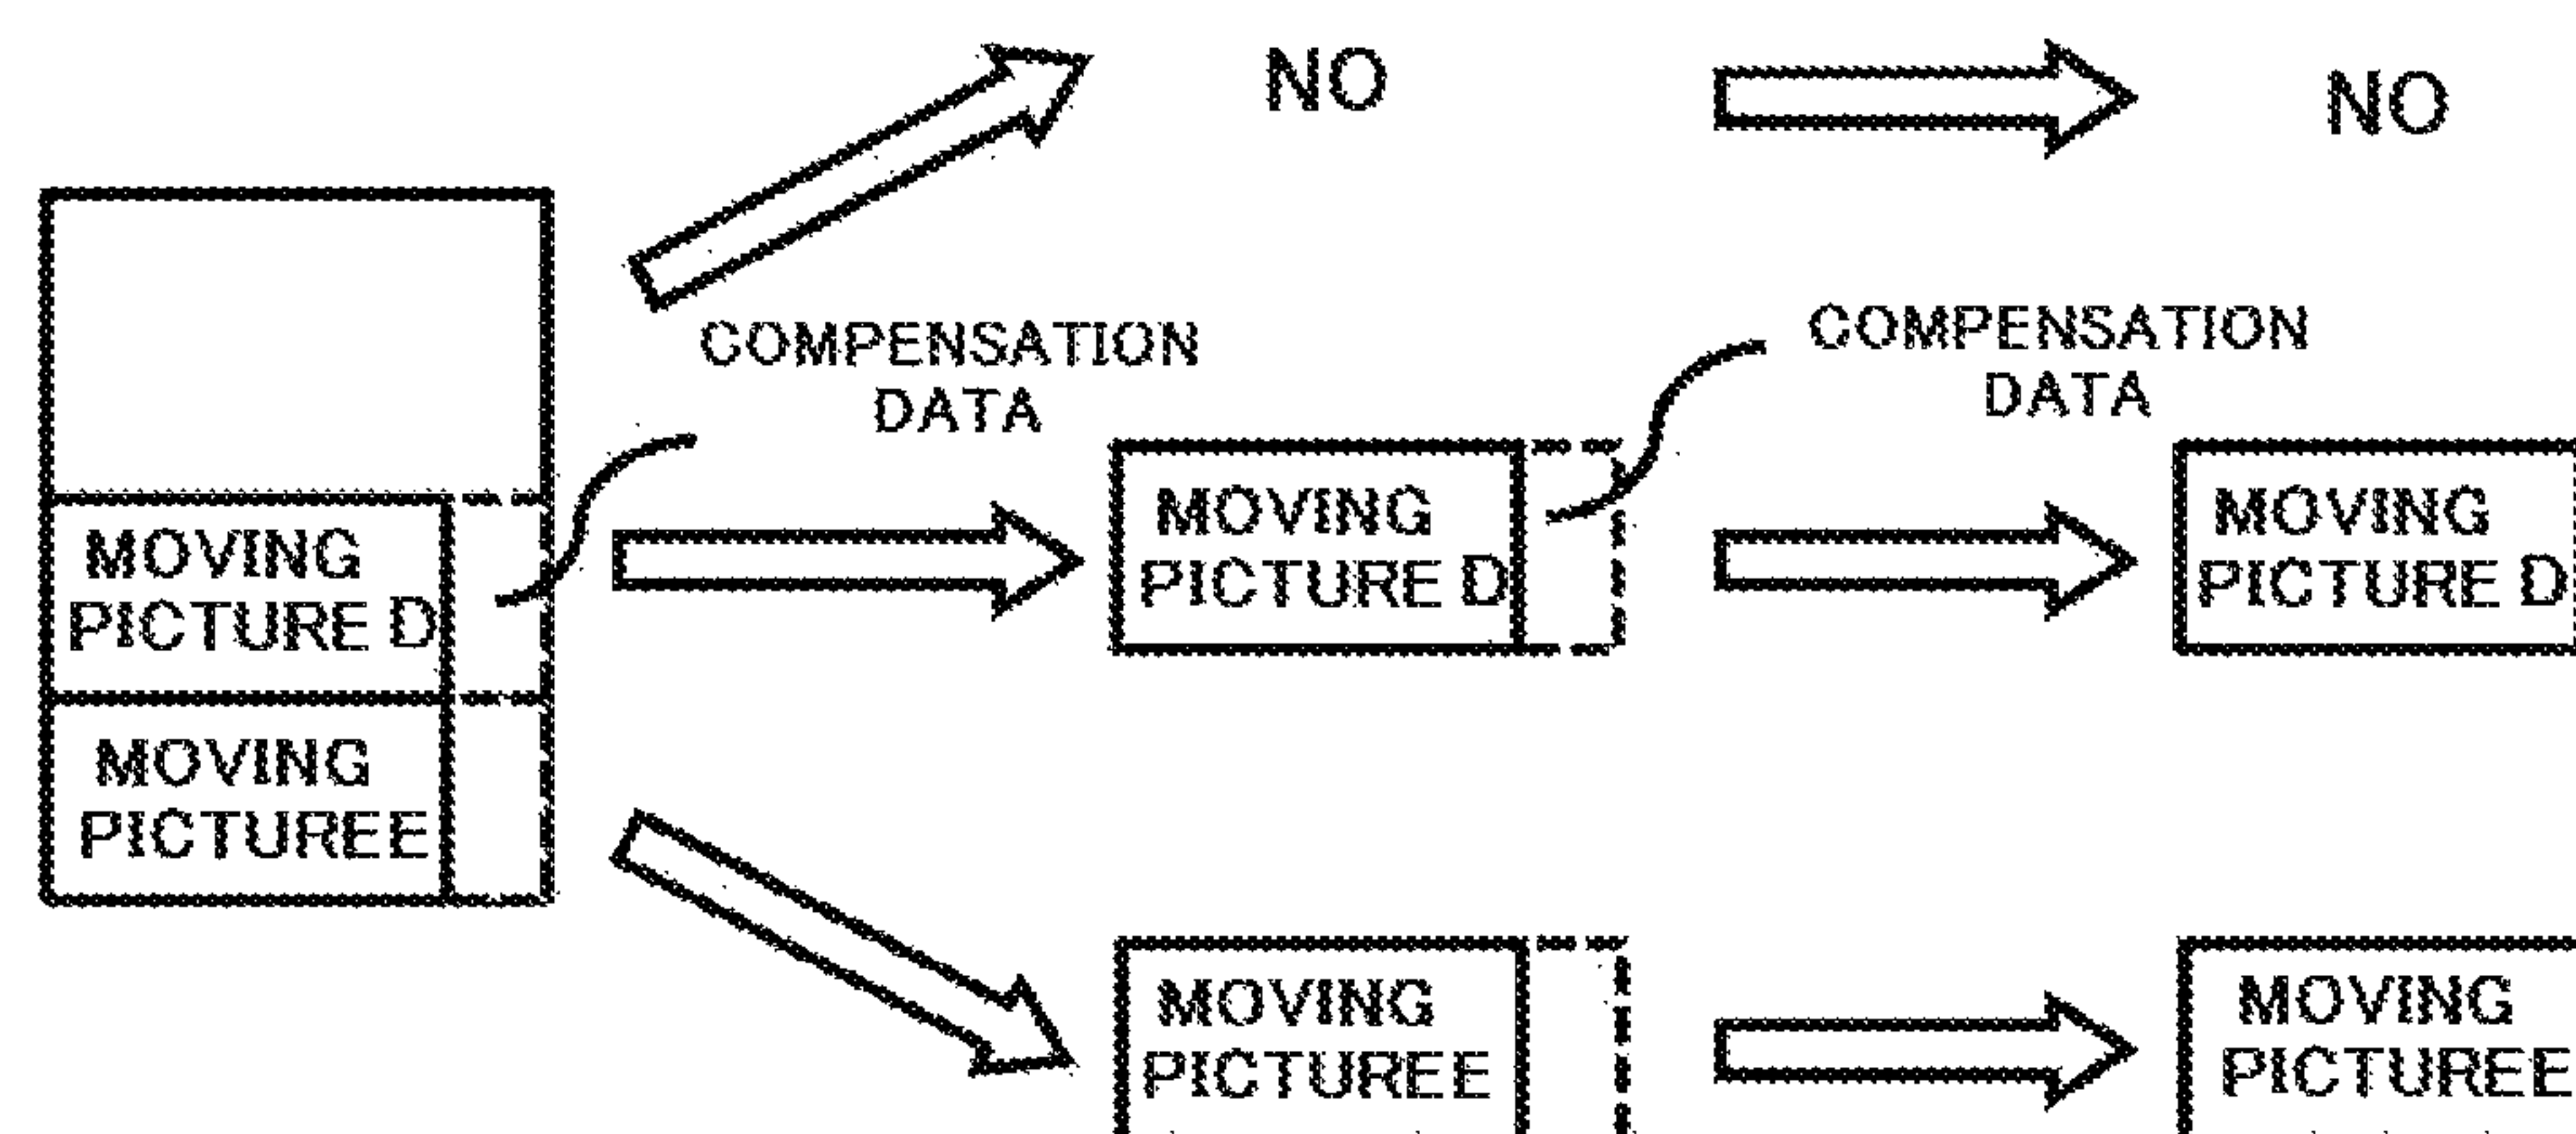 NO
NO
COMPENSATION
DATA
COMPENSATION
DATA
MOVING
PICTURE D
MOVING
PICTURE D
MOVING
PICTURE D
MOVING
PICTUREE
MOVING
PICTUREE
MOVING
PICTUREE